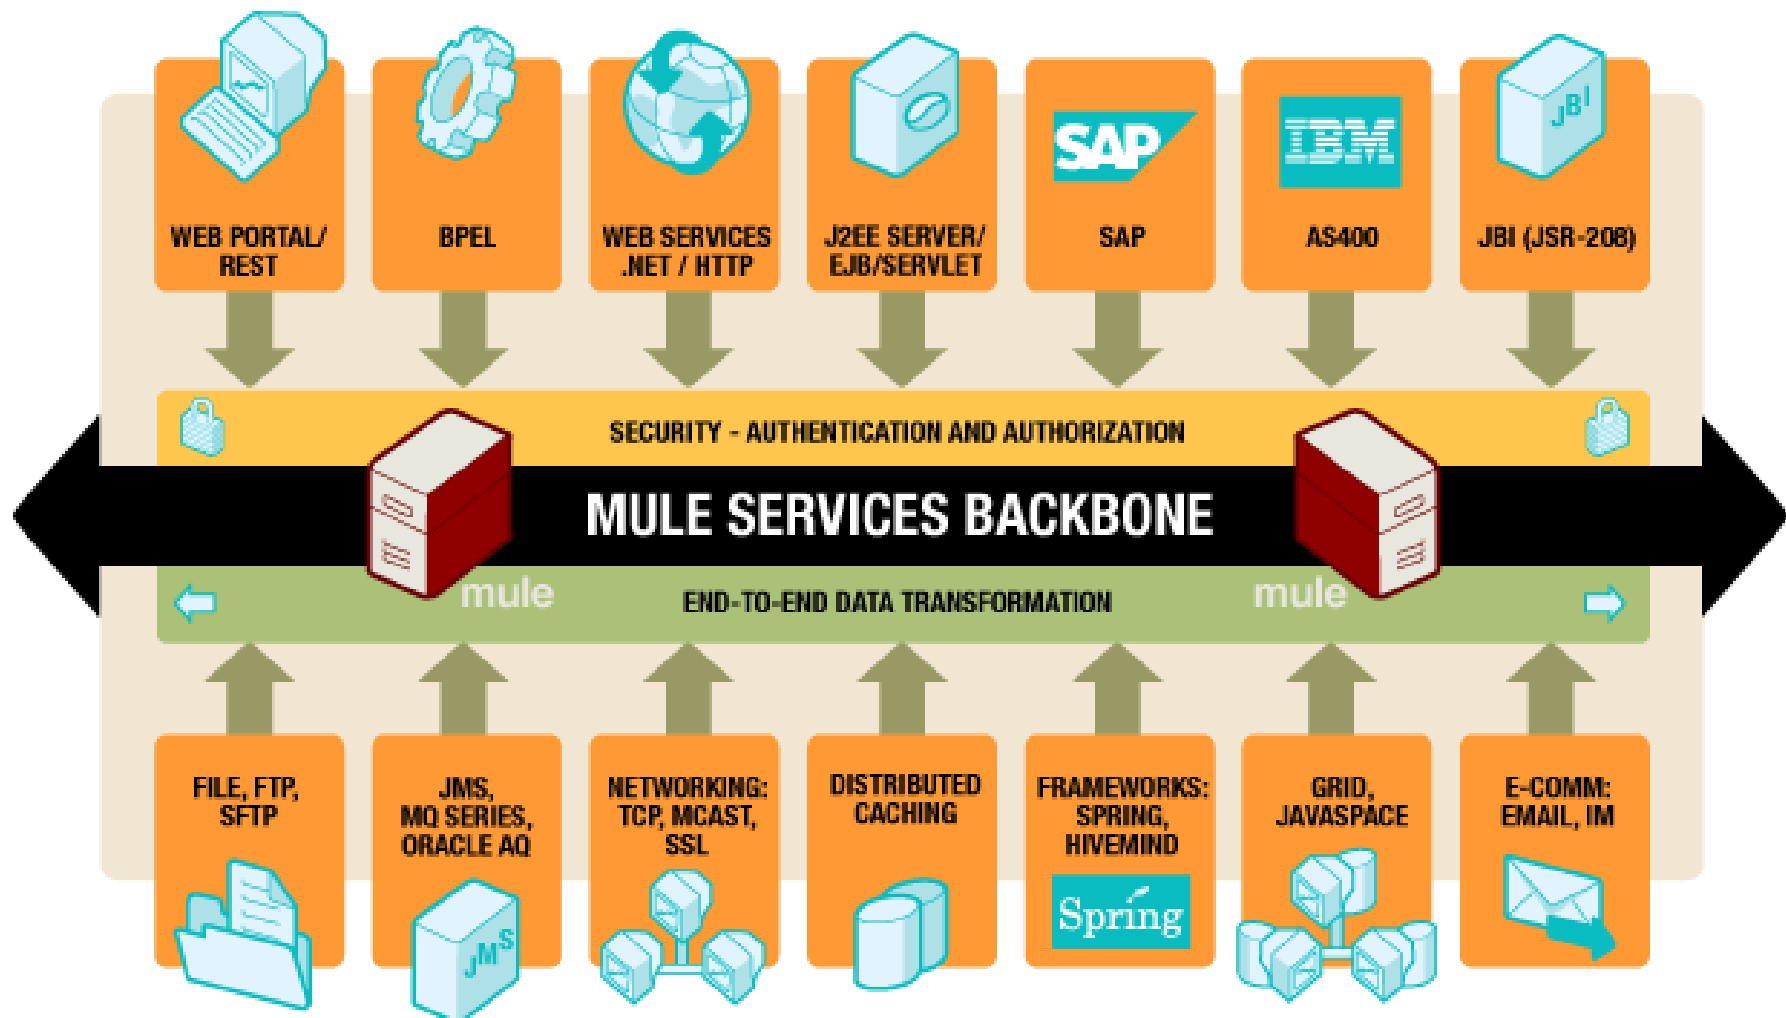 SAP
IBM
JBI
WEB PORTAL/
REST
BPEL
WEB SERVICES
.NET / HTTP
J2EE SERVER/
EJB/SERVLET
SAP
AS400
JBI (JSR-208)
SECURITY - AUTHENTICATION AND AUTHORIZATION
MULE SERVICES BACKBONE
mule
END-TO-END DATA TRANSFORMATION
mule
FILE, FTP,
SFTP
JMS,
MQ SERIES,
ORACLE AQ
NETWORKING:
TCP, MCAST,
SSL
DISTRIBUTED
CACHING
FRAMEWORKS:
SPRING,
HIVEMIND
GRID,
JAVASPACE
E-COMM:
EMAIL, IM
JMS
Spring